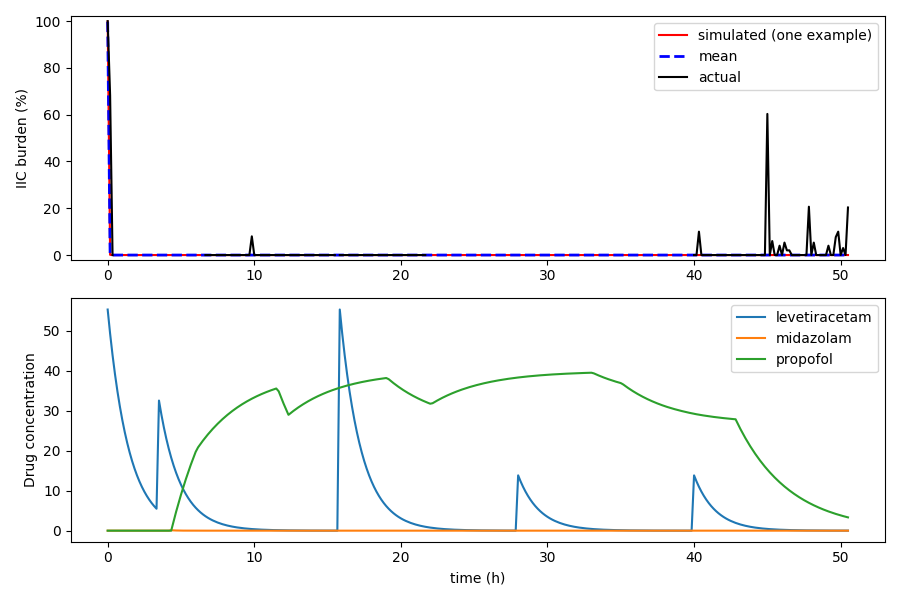 100
80
60
40
20
0
IIC burden (%)
simulated (one example)
mean
actual
0 10 20 30 40 50
50
40
30
20
10
0
Drug concentration
levetiracetam
midazolam
propofol
0 10 20 30 40 50
time (h)